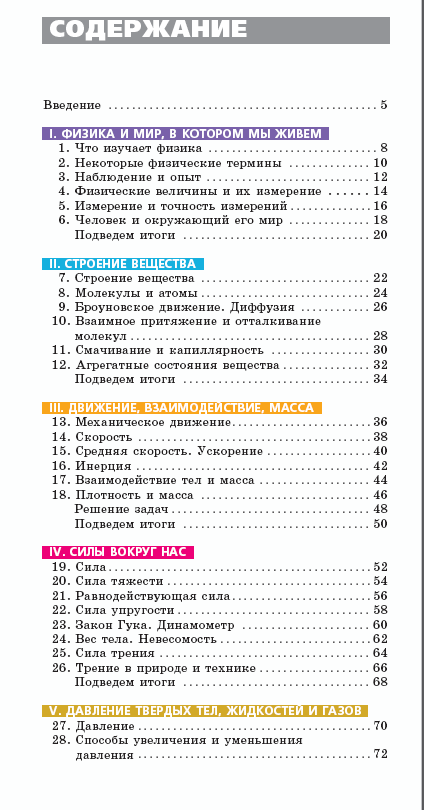 СОДЕРЖАНИЕ
Введение ........................................ 5
I. ФИЗИКА И МИР, В КОТОРОМ МЫ ЖИВЕМ
1. Что изучает физика ........................ 8
2. Некоторые физические термины ............ 10
3. Наблюдение и опыт ........................ 12
4. Физические величины и их измерение ...... 14
5. Измерение и точность измерений ............ 16
6. Человек и окружающий его мир ............ 18
Подведем итоги ........................... 20
II. СТРОЕНИЕ ВЕЩЕСТВА
7. Строение вещества ........................ 22
8. Молекулы и атомы ......................... 24
9. Броуновское движение. Диффузия .......... 26
10. Взаимное притяжение и отталкивание
молекул ................................... 28
11. Смачивание и капиллярность .............. 30
12. Агрегатные состояния вещества ............. 32
Подведем итоги ........................... 34
III. ДВИЖЕНИЕ, ВЗАИМОДЕЙСТВИЕ, МАССА
13. Механическое движение .................... 36
14. Скорость .................................. 38
15. Средняя скорость. Ускорение ............... 40
16. Инерция .................................. 42
17. Взаимодействие тел и масса ................ 44
18. Плотность и масса ........................ 46
Решение задач ............................. 48
Подведем итоги ........................... 50
IV. СИЛЫ ВОКРУГ НАС
19. Сила ...................................... 52
20. Сила тяжести .............................. 54
21. Равнодействующая сила .................... 56
22. Сила упругости ............................ 58
23. Закон Гука. Динамометр ................... 60
24. Вес тела. Невесомость ...................... 62
25. Сила трения ............................... 64
26. Трение в природе и технике ................ 66
Подведем итоги ........................... 68
V. ДАВЛЕНИЕ ТВЕРДЫХ ТЕЛ, ЖИДКОСТЕЙ И ГАЗОВ
27. Давление .................................. 70
28. Способы увеличения и уменьшения
давления .................................. 72